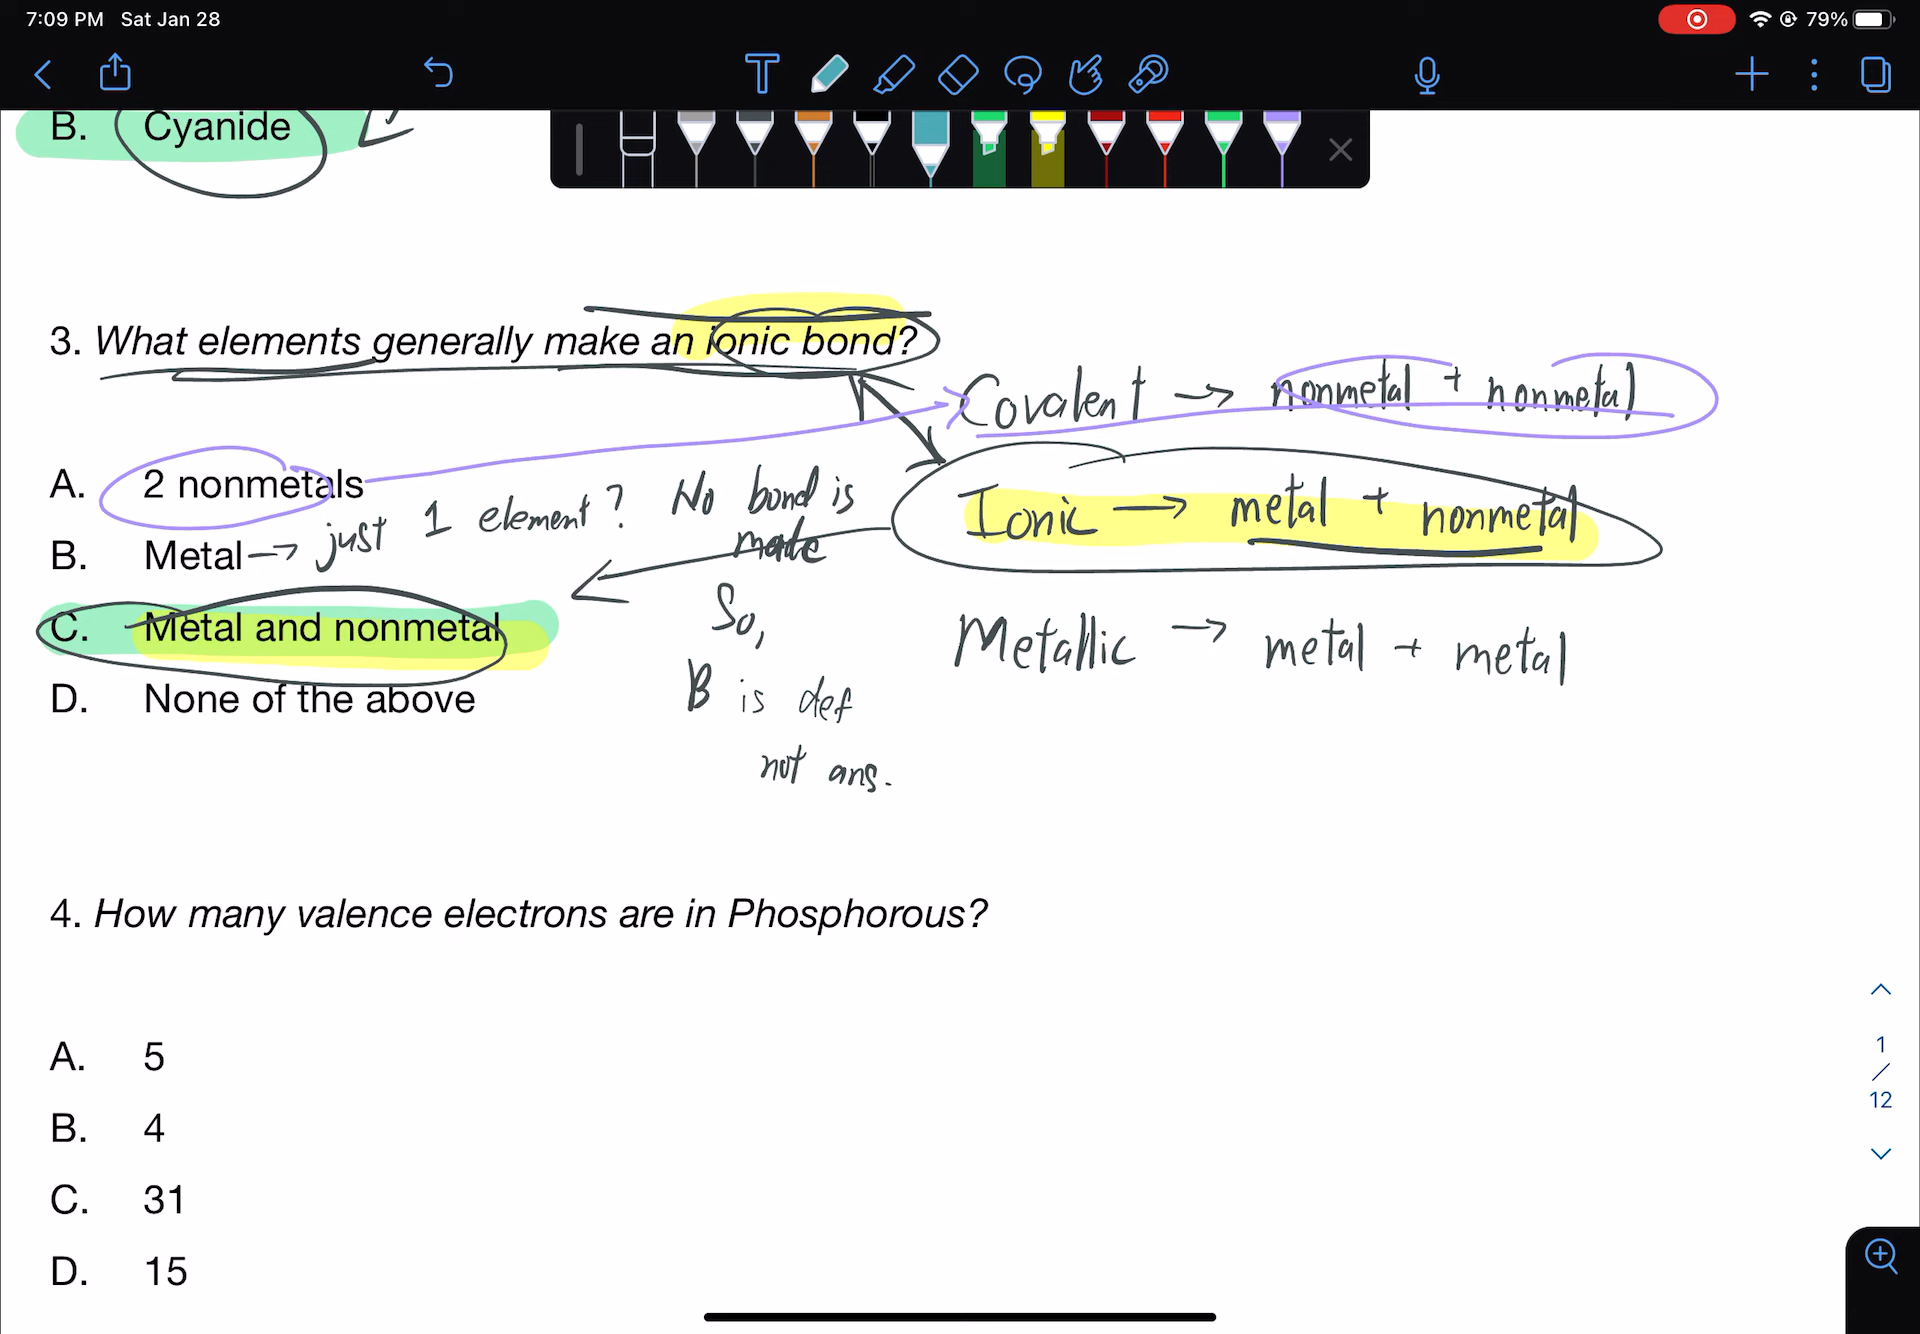 7:09 PM Sat Jan 28
79%
B. Cyanide
3. What elements generally make an ionic bond?
Covalent → nonmetal + nonmetal
A. 2 nonmetals
just 1 element? No bond is made
Ionic → metal + nonmetal
B. Metal →
C. Metal and nonmetal
So,
B is def
not ans.
Metallic → metal + metal
D. None of the above
4. How many valence electrons are in Phosphorous?
A. 5
B. 4
C. 31
D. 15
1
/
12